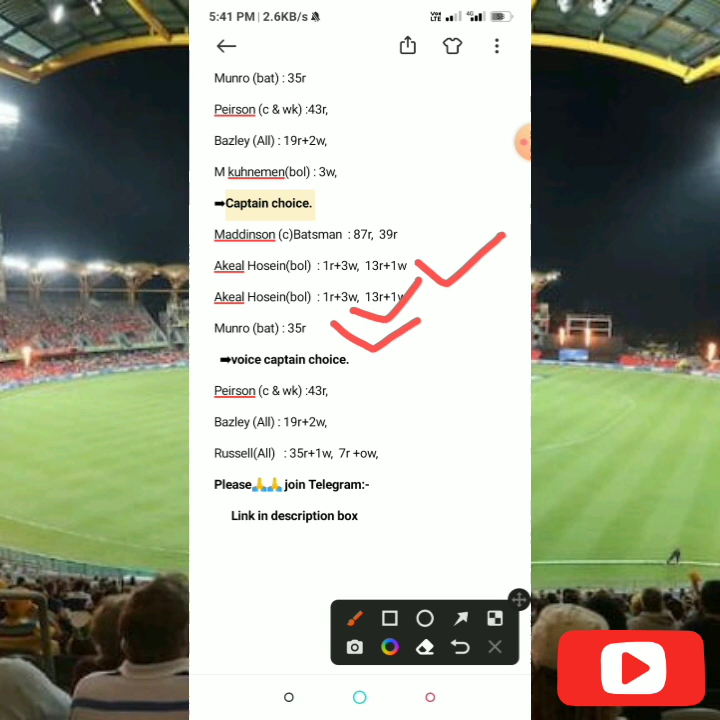 5:41 PM | 2.6KB/s
Munro (bat) : 35r
Peirson (c & wk) :43r,
Bazley (All) : 19r+2w,
M kuhnemen(bol) : 3w,
➡Captain choice.
Maddinson (c)Batsman : 87r, 39r
Akeal Hosein(bol) : 1r+3w, 13r+1w
Akeal Hosein(bol) : 1r+3w, 13r+1w
Munro (bat) : 35r
➡voice captain choice.
Peirson (c & wk) :43r,
Bazley (All) : 19r+2w,
Russell(All) : 35r+1w, 7r +ow,
Please🙏🙏 join Telegram:-
Link in description box